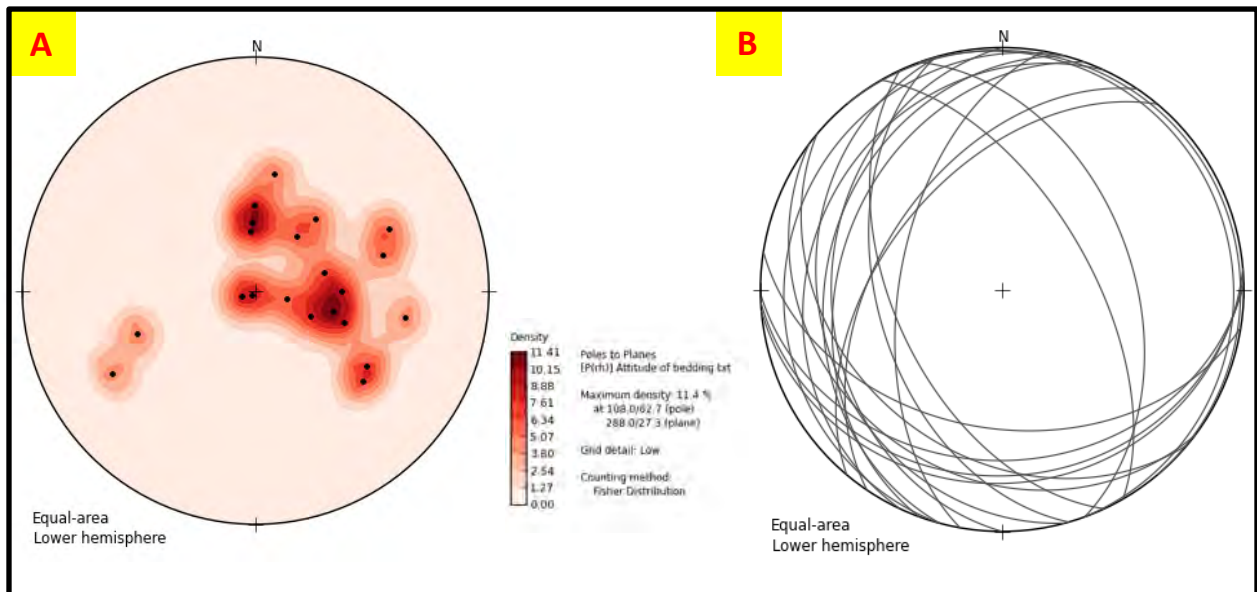 A
N
Density
11.41
10.15
8.88
7.61
6.34
5.07
3.80
2.54
1.27
0.00
Poles to Planes
[P(rh)] Attitude of bedding txt
Maximum density: 11.4 %
at 108.0/62.7 (pole)
288.0/27.3 (plane)
Grid detail: Low
Counting method:
Fisher Distribution
Equal-area
Lower hemisphere
B
N
Equal-area
Lower hemisphere